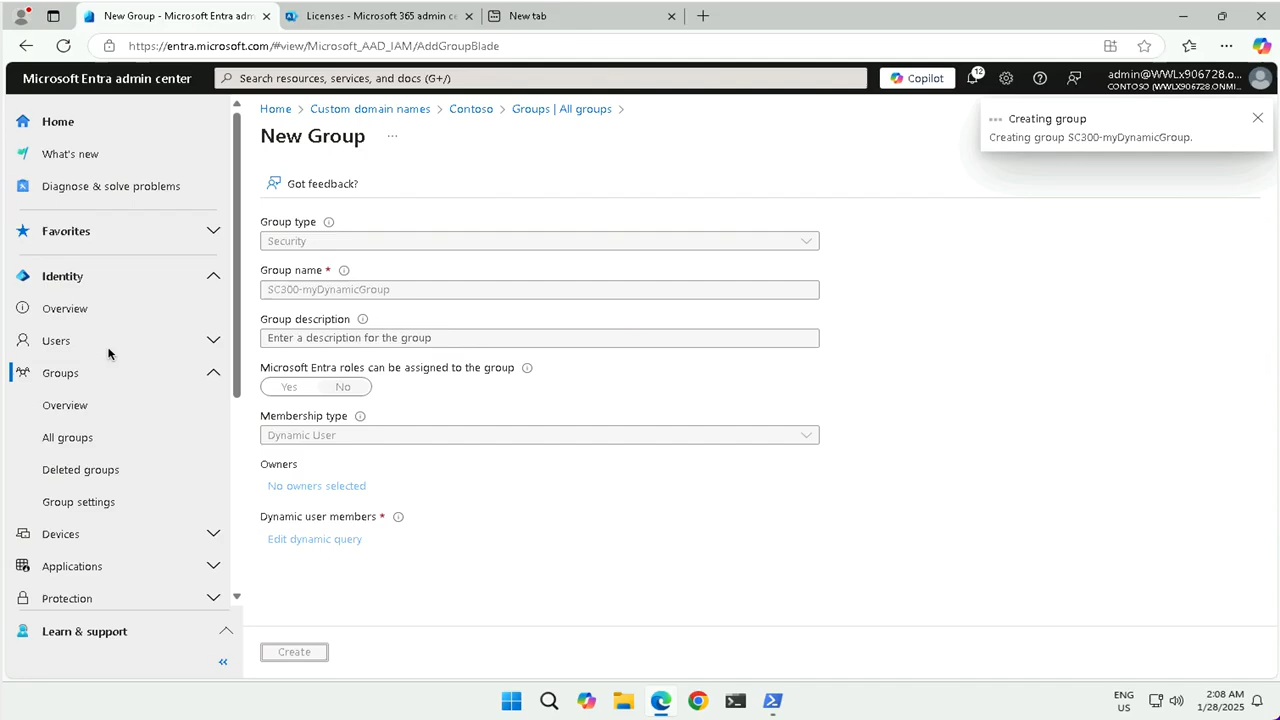 New Group - Microsoft Entra adm
Licenses - Microsoft 365 admin ce
New tab
https://entra.microsoft.com/#view/Microsoft_AAD_IAM/AddGroupBlade
Microsoft Entra admin center
Search resources, services, and docs (G+/)
Copilot
12
admin@WWLx906728.o...
CONTOSO (WWLX906728.ONMI...
Home
What's new
Diagnose & solve problems
Favorites
Identity
Overview
Users
Groups
Overview
All groups
Deleted groups
Group settings
Devices
Applications
Protection
Learn & support
Home > Custom domain names > Contoso > Groups | All groups >
New Group ...
Got feedback?
Group type
Security
Group name *
SC300-myDynamicGroup
Group description
Enter a description for the group
Microsoft Entra roles can be assigned to the group
Yes No
Membership type
Dynamic User
Owners
No owners selected
Dynamic user members *
Edit dynamic query
Create
Creating group
Creating group SC300-myDynamicGroup.
ENG
US
2:08 AM
1/28/2025